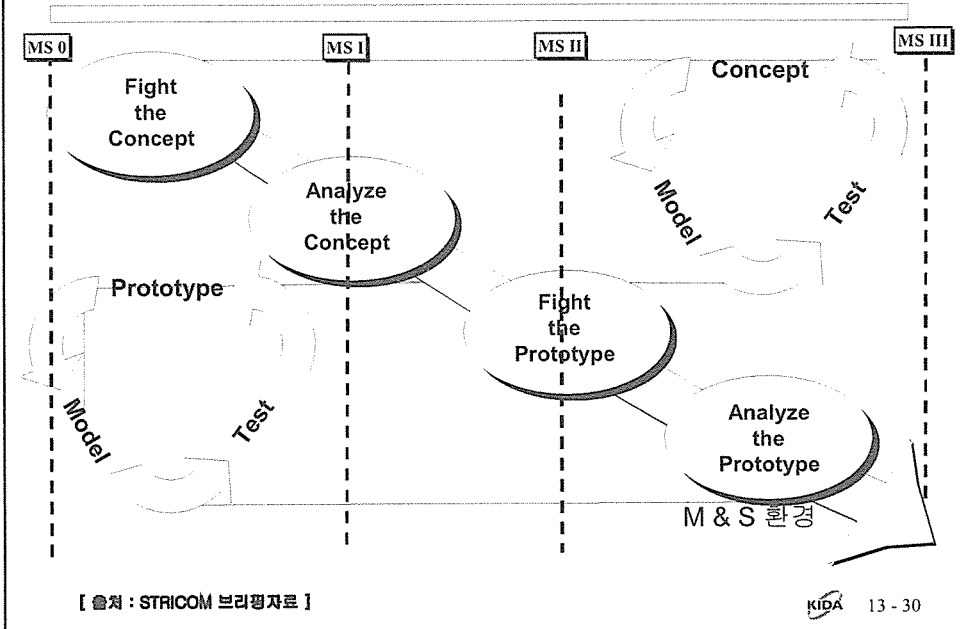 MS 0
MS I
MS II
MS III
Fight
the
Concept
Analyze
the
Concept
Concept
Model
Test
Prototype
Model
Test
Fight
the
Prototype
Analyze
the
Prototype
M & S 환경
[ 출처 : STRICOM 브리핑자료 ]
KIDA
13 - 30